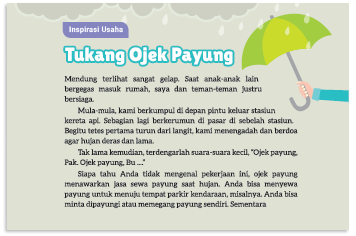 Inspirasi Usaha
Tukang Ojek Payung
Mendung terlihat sangat gelap. Saat anak-anak lain
bergegas masuk rumah, saya dan teman-teman justru
bersiaga.
Mula-mula, kami berkumpul di depan pintu keluar stasiun
kereta api. Sebagian lagi berkerumun di pasar di sebelah stasiun.
Begitu tetes pertama turun dari langit, kami menengadah dan berdoa
agar hujan deras dan lama.
Tak lama kemudian, terdengarlah suara-suara kecil, "Ojek payung,
Pak. Ojek payung, Bu ...."
Siapa tahu Anda tidak mengenal pekerjaan ini, ojek payung
menawarkan jasa sewa payung saat hujan. Anda bisa menyewa
payung untuk menuju tempat parkir kendaraan, misalnya. Anda bisa
minta dipayungi atau memegang payung sendiri. Sementara